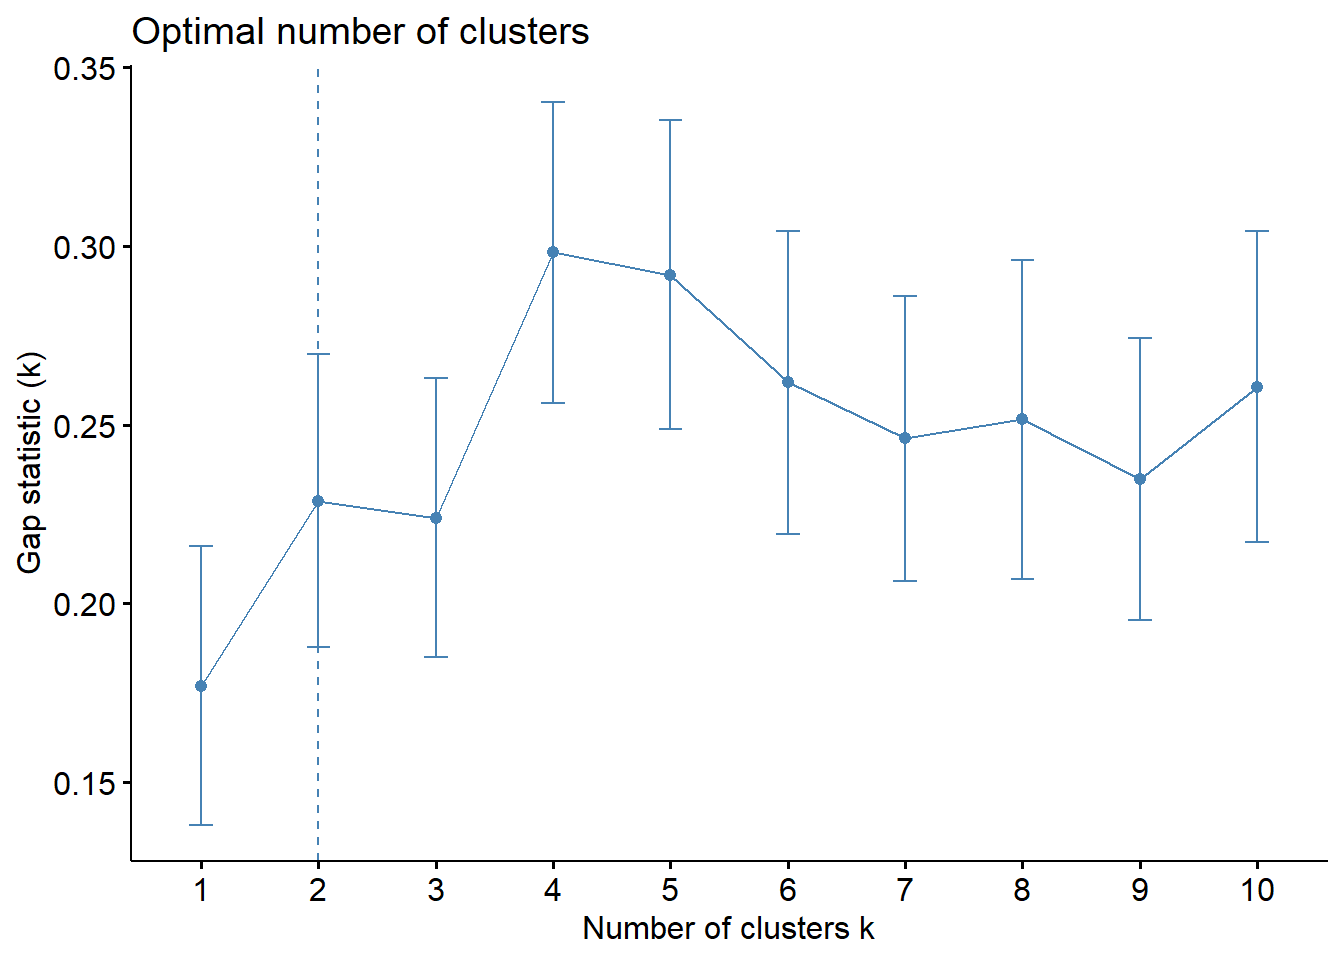 Optimal number of clusters
0.35
0.30
0.25
0.20
0.15
Gap statistic (k)
1 2 3 4 5 6 7 8 9 10
Number of clusters k